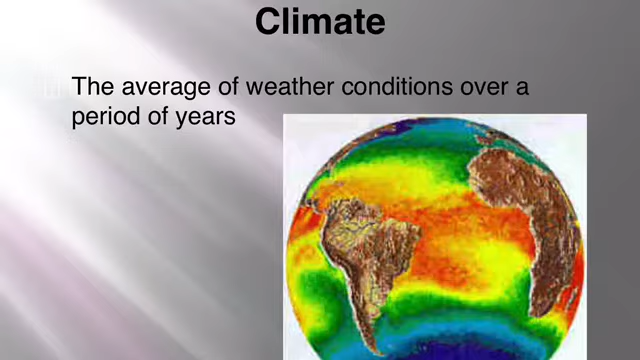 Climate
The average of weather conditions over a
period of years